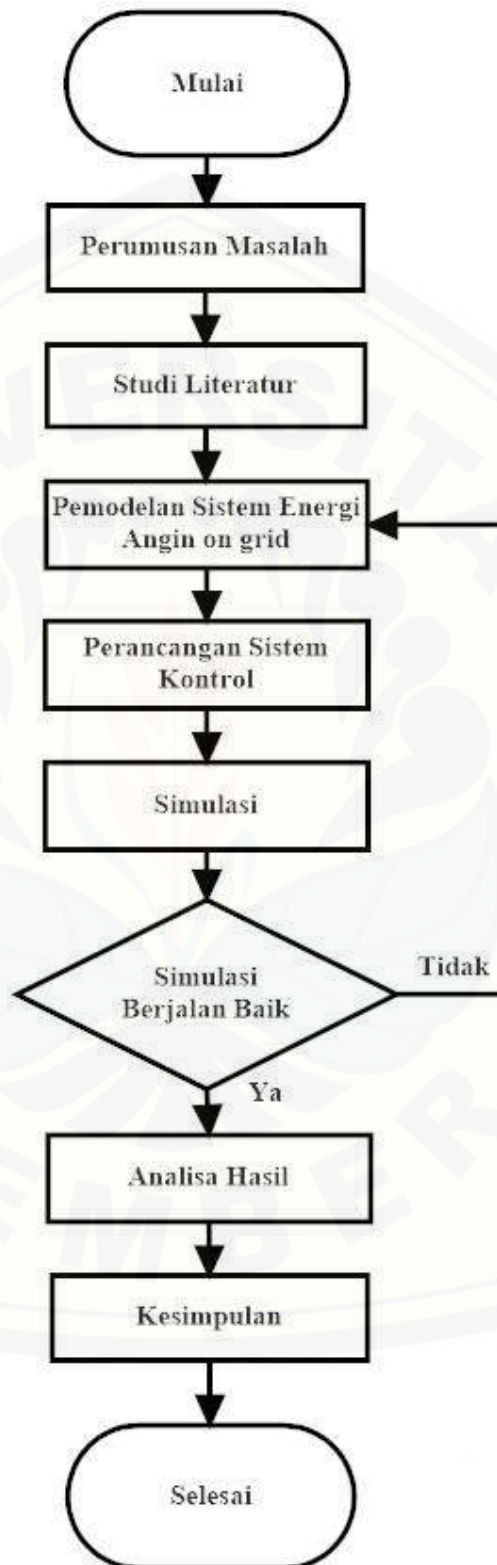 Mulai
Perumusan Masalah
Studi Literatur
Pemodelan Sistem Energi
Angin on grid
Perancangan Sistem
Kontrol
Simulasi
Simulasi
Berjalan Baik
Tidak
Ya
Analisa Hasil
Kesimpulan
Selesai